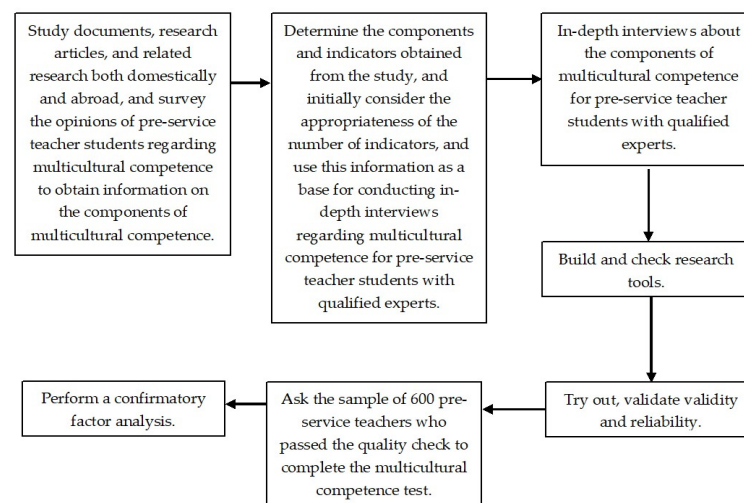 Study documents, research
articles, and related
research both domestically
and abroad, and survey
the opinions of pre-service
teacher students regarding
multicultural competence
to obtain information on
the components of
multicultural competence.
Determine the components
and indicators obtained
from the study, and
initially consider the
appropriateness of the
number of indicators, and
use this information as a
base for conducting in-
depth interviews
regarding multicultural
competence for pre-service
teacher students with
qualified experts.
In-depth interviews about
the components of
multicultural competence
for pre-service teacher
students with qualified
experts.
Build and check research
tools.
Try out, validate validity
and reliability.
Ask the sample of 600 pre-
service teachers who
passed the quality check to
complete the multicultural
competence test.
Perform a confirmatory
factor analysis.